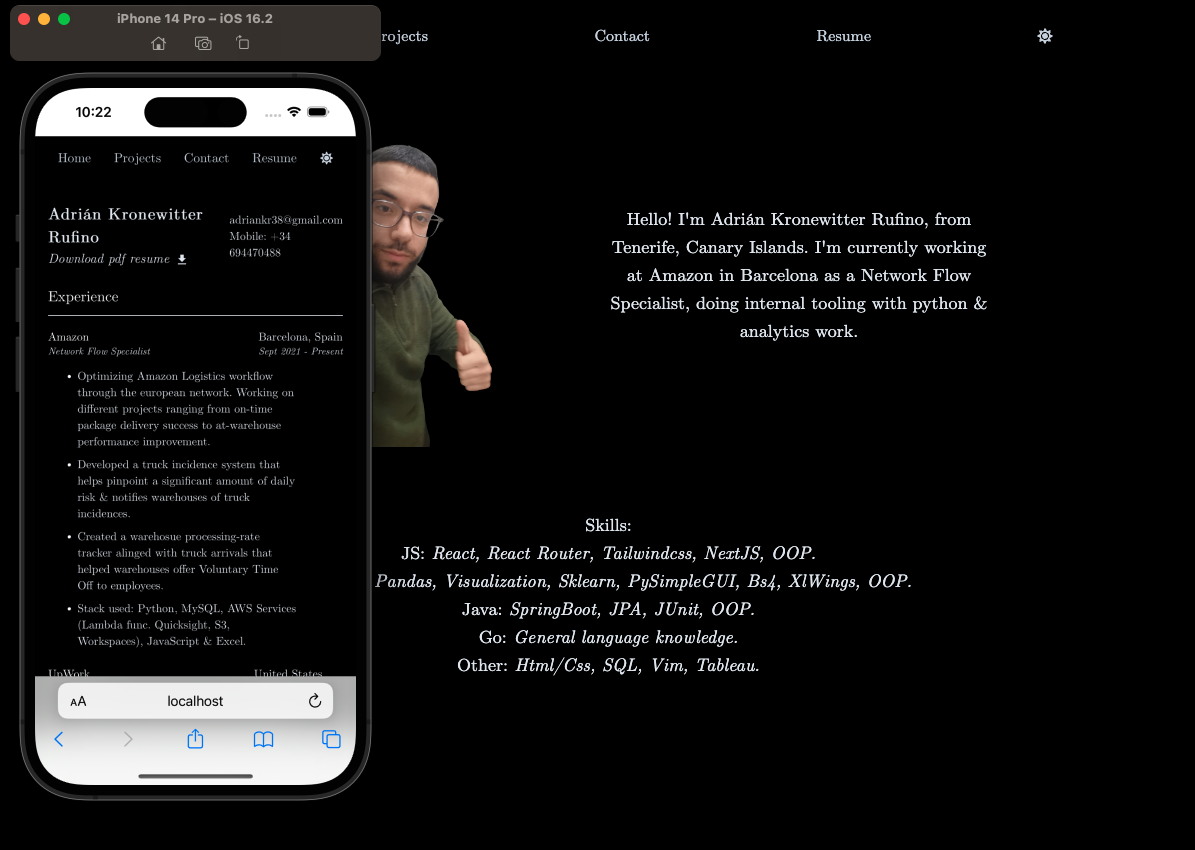 iPhone 14 Pro – iOS 16.2
10:22
Home Projects Contact Resume
Adrián Kronewitter
Rufino
Download pdf resume
adriankr38@gmail.com
Mobile: +34
694470488
Experience
Amazon Barcelona, Spain
Network Flow Specialist Sept 2021 - Present
• Optimizing Amazon Logistics workflow
through the european network. Working on
different projects ranging from on-time
package delivery success to at-warehouse
performance improvement.
• Developed a truck incidence system that
helps pinpoint a significant amount of daily
risk & notifies warehouses of truck
incidences.
• Created a warehosue processing-rate
tracker alinged with truck arrivals that
helped warehouses offer Voluntary Time
Off to employees.
• Stack used: Python, MySQL, AWS Services
(Lambda func. Quicksight, S3,
Workspaces), JavaScript & Excel.
UpWork United States
AA localhost
rojects Contact Resume
Hello! I'm Adrián Kronewitter Rufino, from
Tenerife, Canary Islands. I'm currently working
at Amazon in Barcelona as a Network Flow
Specialist, doing internal tooling with python &
analytics work.
Skills:
JS: React, React Router, Tailwindcss, NextJS, OOP.
Pandas, Visualization, Sklearn, PySimpleGUI, Bs4, XlWings, OOP.
Java: SpringBoot, JPA, JUnit, OOP.
Go: General language knowledge.
Other: Html/Css, SQL, Vim, Tableau.